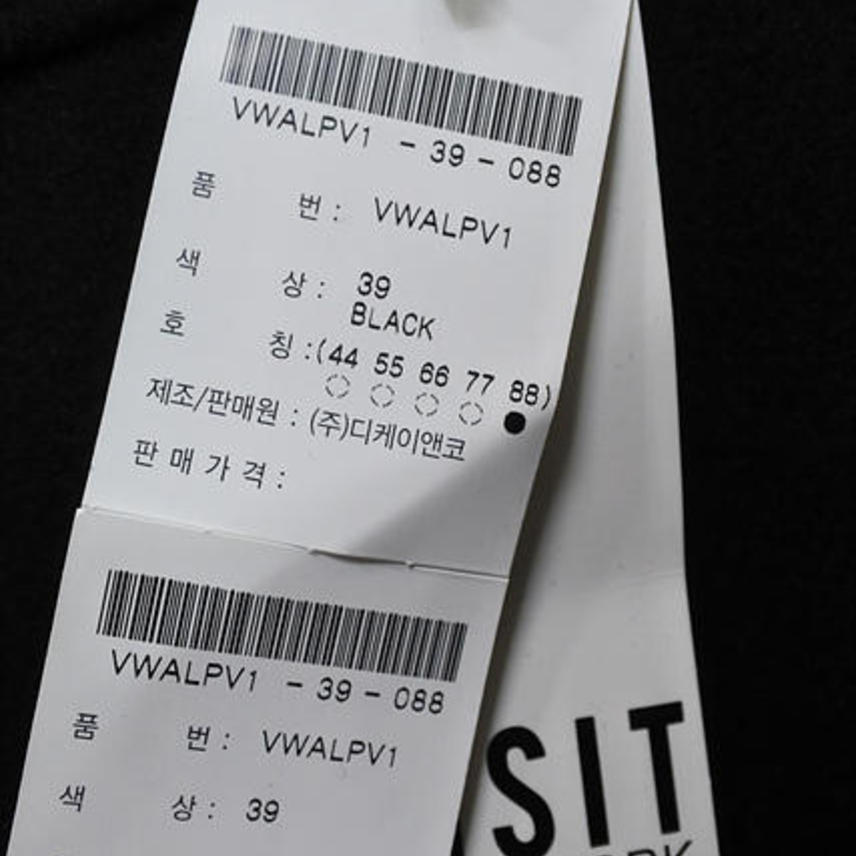 VWALPV1 - 39 - 088
품 번 : VWALPV1
색 상 : 39
BLACK
호 칭 : (44 55 66 77 88)
제조/판매원 : (주)디케이앤코
판 매 가 격 :
VWALPV1 - 39 - 088
품 번 : VWALPV1
색 상 : 39
SIT